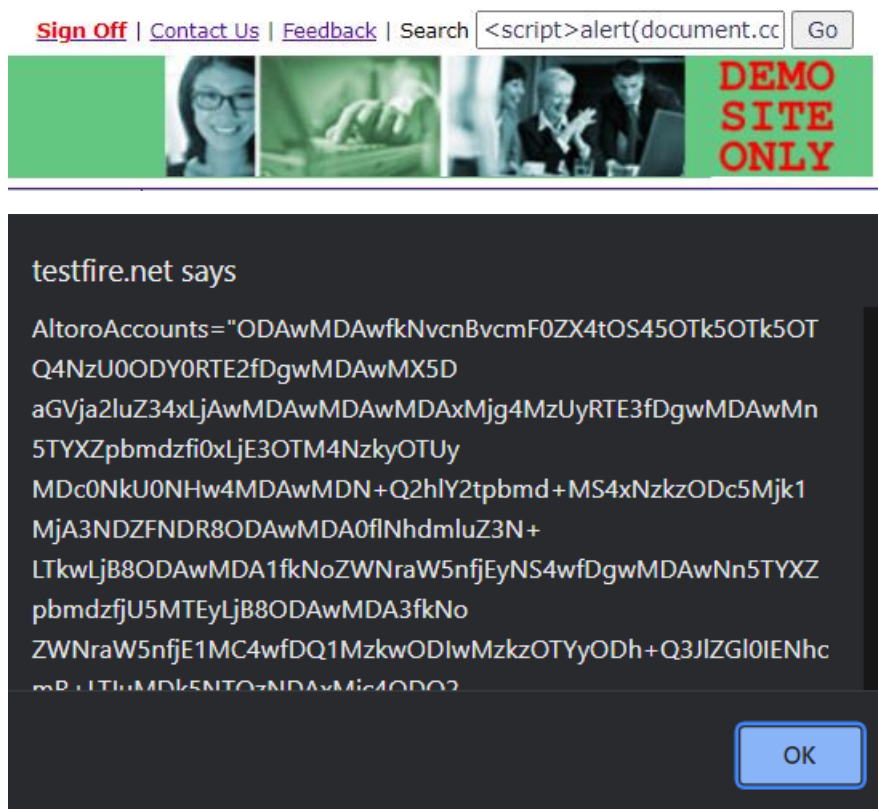 Sign Off | Contact Us | Feedback | Search <script>alert(document.cc Go
DEMO
SITE
ONLY
testfire.net says
AltoroAccounts="ODAwMDAwfkNvcnBvcmF0ZX4tOS45OTk5OTk5OT
Q4NzU0ODY0RTE2fDgwMDAwMX5D
aGVja2luZ34xLjAwMDAwMDAwMDAxMjg4MzUyRTE3fDgwMDAwMn
5TYXZpbmdzfi0xLjE3OTM4NzkyOTUy
MDc0NkU0NHw4MDAwMDN+Q2hlY2tpbmd+MS4xNzkzODc5Mjk1
MjA3NDZFNDR8ODAwMDA0flNhdmluZ3N+
LTkwLjB8ODAwMDA1fkNoZWNraW5nfjEyNS4wfDgwMDAwNn5TYXZ
pbmdzfjU5MTEyLjB8ODAwMDA3fkNo
ZWNraW5nfjE1MC4wfDQ1MzkwODIwMzkzOTYyODh+Q3JlZGl0IENhc
OK